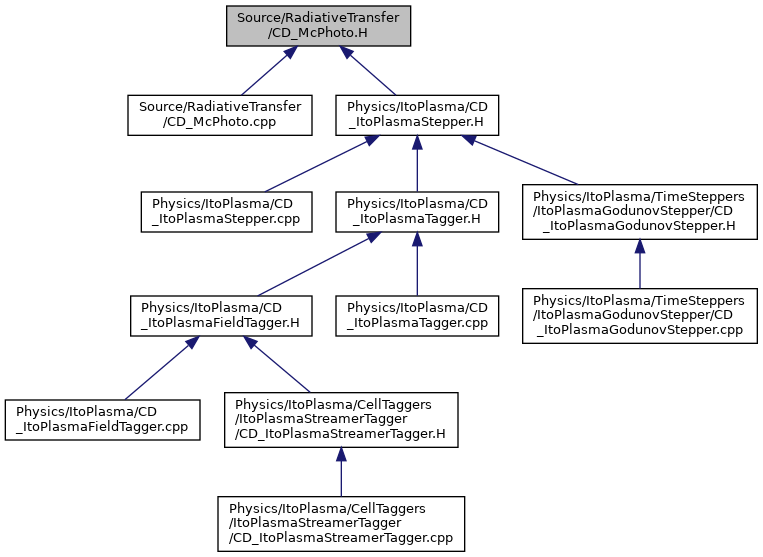 Source/RadiativeTransfer
/CD_McPhoto.H
Source/RadiativeTransfer
/CD_McPhoto.cpp
Physics/ItoPlasma/CD
_ItoPlasmaStepper.H
Physics/ItoPlasma/CD
_ItoPlasmaStepper.cpp
Physics/ItoPlasma/CD
_ItoPlasmaTagger.H
Physics/ItoPlasma/TimeSteppers
/ItoPlasmaGodunovStepper/CD
_ItoPlasmaGodunovStepper.H
Physics/ItoPlasma/CD
_ItoPlasmaFieldTagger.H
Physics/ItoPlasma/CD
_ItoPlasmaTagger.cpp
Physics/ItoPlasma/TimeSteppers
/ItoPlasmaGodunovStepper/CD
_ItoPlasmaGodunovStepper.cpp
Physics/ItoPlasma/CD
_ItoPlasmaFieldTagger.cpp
Physics/ItoPlasma/CellTaggers
/ItoPlasmaStreamerTagger
/CD_ItoPlasmaStreamerTagger.H
Physics/ItoPlasma/CellTaggers
/ItoPlasmaStreamerTagger
/CD_ItoPlasmaStreamerTagger.cpp